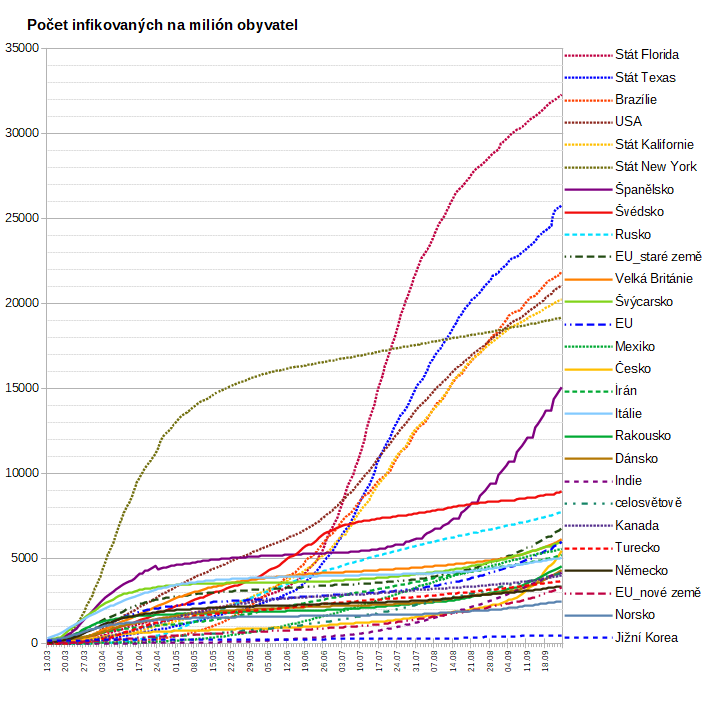 Počet infikovaných na milión obyvatel
35000
30000
25000
20000
15000
10000
5000
0
13.03
20.03
27.03
03.04
10.04
17.04
24.04
01.05
08.05
15.05
22.05
29.05
05.06
12.06
19.06
26.06
03.07
10.07
17.07
24.07
31.07
07.08
14.08
21.08
28.08
04.09
11.09
18.09
Stát Florida
Stát Texas
Brazílie
USA
Stát Kalifornie
Stát New York
Španělsko
Švédsko
Rusko
EU_staré země
Velká Británie
Švýcarsko
EU
Mexiko
Česko
Írán
Itálie
Rakousko
Dánsko
Indie
celosvětově
Kanada
Turecko
Německo
EU_nové země
Norsko
Jižní Korea